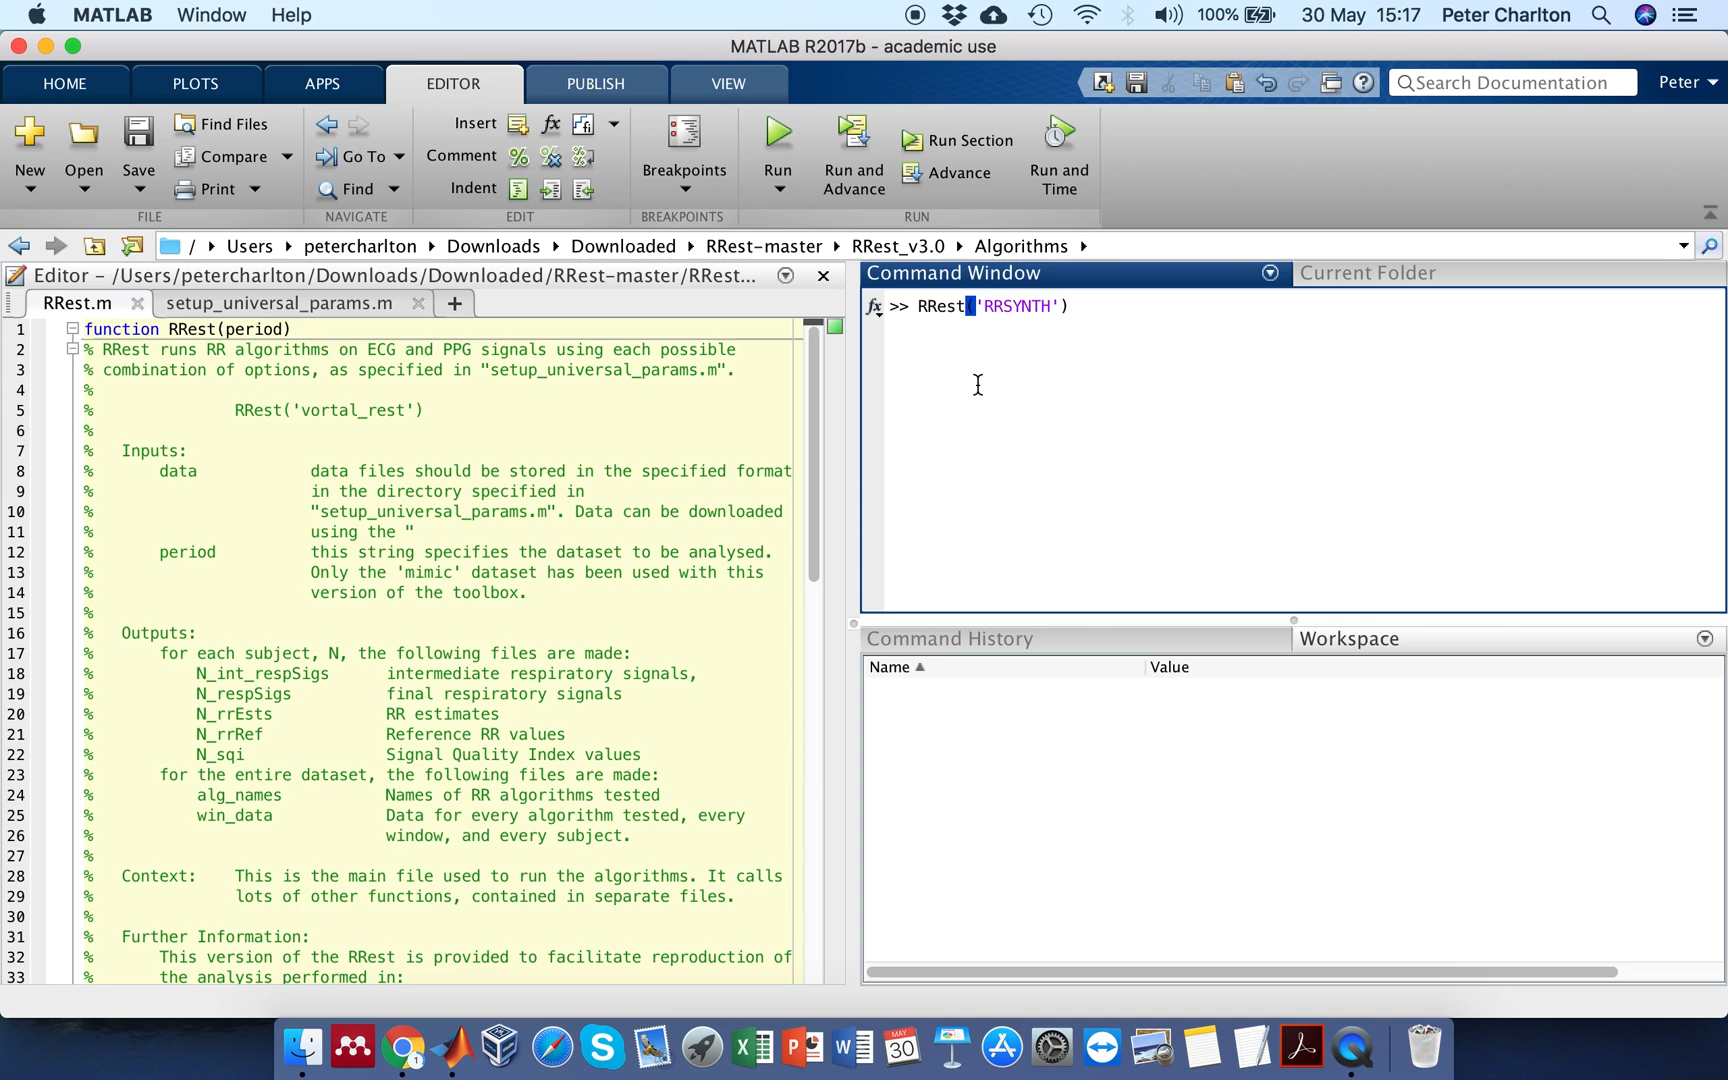 MATLAB Window Help 100% 30 May 15:17 Peter Charlton
MATLAB R2017b - academic use
HOME PLOTS APPS EDITOR PUBLISH VIEW Search Documentation Peter
New Open Save Find Files Compare Print
FILE
Go To Find
NAVIGATE
Insert fx
Comment
Indent
EDIT
Breakpoints
BREAKPOINTS
Run Run and Advance Run Section Advance Run and Time
RUN
/ Users petercharlton Downloads Downloaded RRest-master RRest_v3.0 Algorithms
Editor - /Users/petercharlton/Downloads/Downloaded/RRest-master/RRest...
RRest.m setup_universal_params.m +
1 function RRest(period)
2 % RRest runs RR algorithms on ECG and PPG signals using each possible
3 % combination of options, as specified in "setup_universal_params.m".
4 %
5 % RRest('vortal_rest')
6 %
7 % Inputs:
8 % data data files should be stored in the specified format
9 % in the directory specified in
10 % "setup_universal_params.m". Data can be downloaded
11 % using the "
12 % period this string specifies the dataset to be analysed.
13 % Only the 'mimic' dataset has been used with this
14 % version of the toolbox.
15 %
16 % Outputs:
17 % for each subject, N, the following files are made:
18 % N_int_respSigs intermediate respiratory signals,
19 % N_respSigs final respiratory signals
20 % N_rrEsts RR estimates
21 % N_rrRef Reference RR values
22 % N_sqi Signal Quality Index values
23 % for the entire dataset, the following files are made:
24 % alg_names Names of RR algorithms tested
25 % win_data Data for every algorithm tested, every
26 % window, and every subject.
27 %
28 % Context: This is the main file used to run the algorithms. It calls
29 % lots of other functions, contained in separate files.
30 %
31 % Further Information:
32 % This version of the RRest is provided to facilitate reproduction of
33 % the analysis performed in:
Command Window Current Folder
fx >> RRest('RRSYNTH')
Command History Workspace
Name Value
X P W MAY 30
1